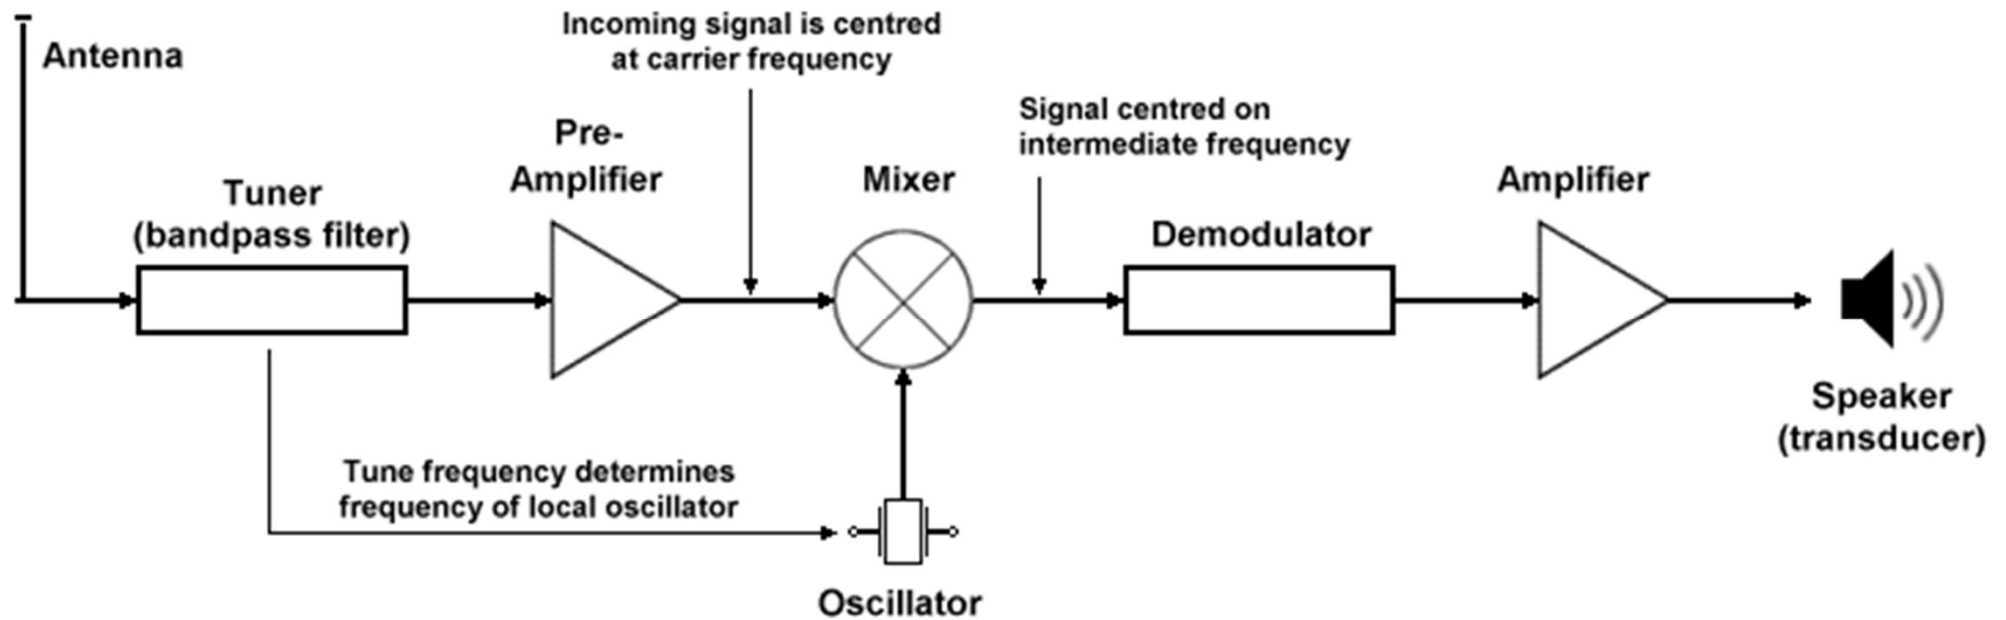 Antenna
Incoming signal is centred
at carrier frequency
Signal centred on
intermediate frequency
Pre-
Amplifier
Mixer
Amplifier
Tuner
(bandpass filter)
Demodulator
Speaker
(transducer)
Tune frequency determines
frequency of local oscillator
Oscillator